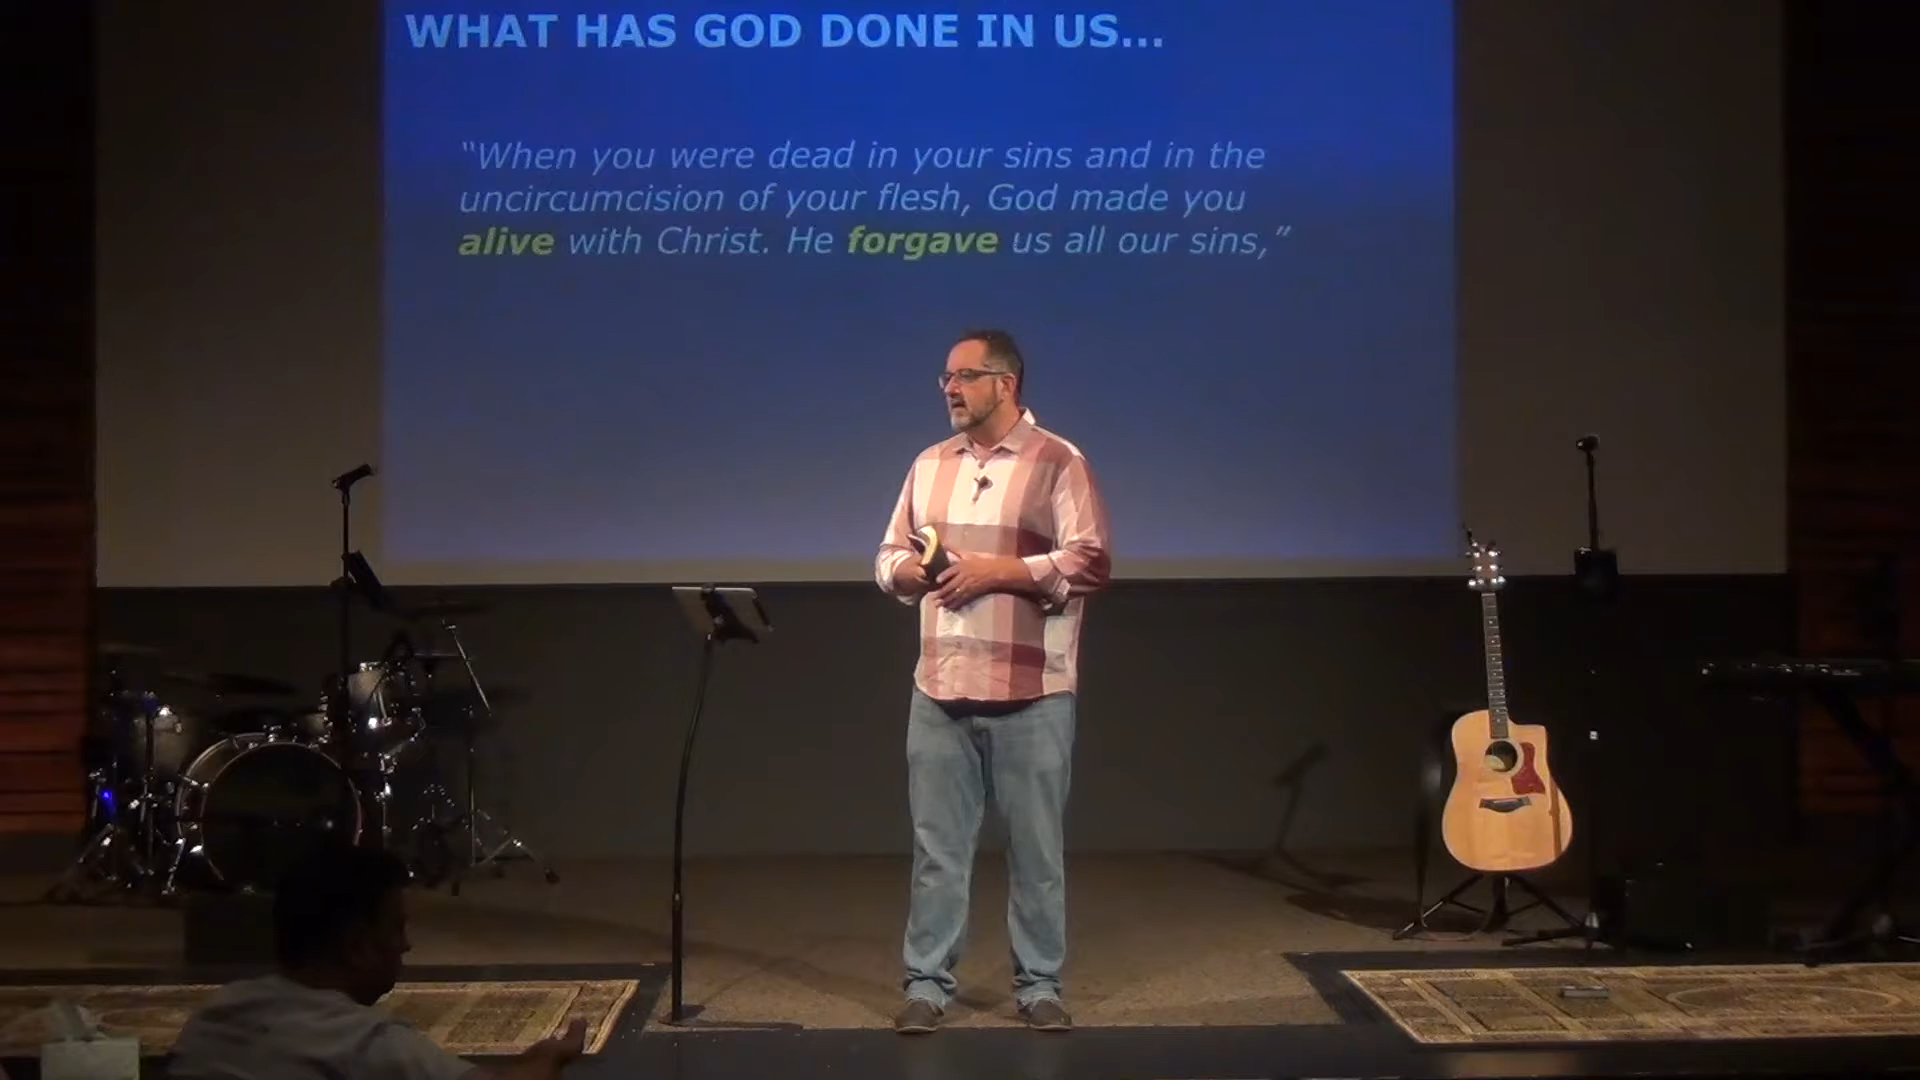 WHAT HAS GOD DONE IN US...
“When you were dead in your sins and in the
uncircumcision of your flesh, God made you
alive with Christ. He forgave us all our sins,”